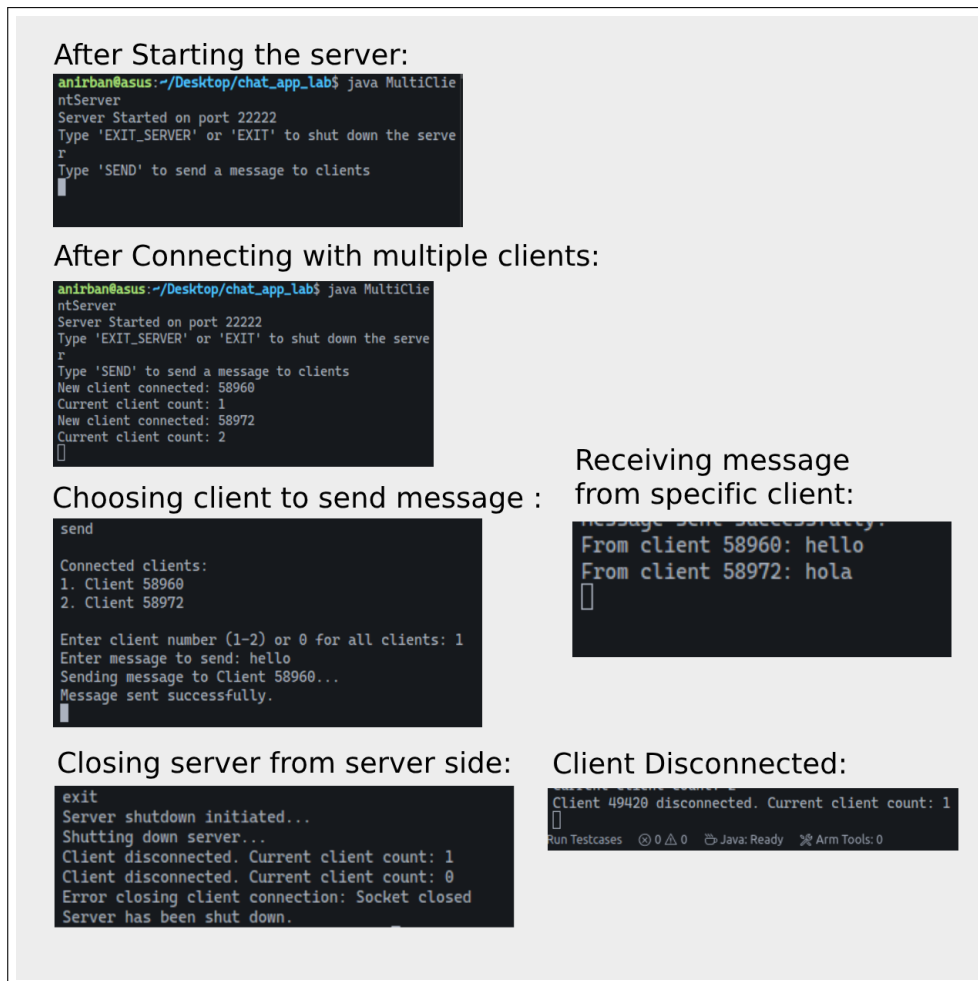 After Starting the server:
anirban@asus:~/Desktop/chat_app_lab$ java MultiClie
ntServer
Server Started on port 22222
Type 'EXIT_SERVER' or 'EXIT' to shut down the serve
r
Type 'SEND' to send a message to clients
After Connecting with multiple clients:
anirban@asus:~/Desktop/chat_app_lab$ java MultiClie
ntServer
Server Started on port 22222
Type 'EXIT_SERVER' or 'EXIT' to shut down the serve
r
Type 'SEND' to send a message to clients
New client connected: 58960
Current client count: 1
New client connected: 58972
Current client count: 2
Choosing client to send message :
send
Connected clients:
1. Client 58960
2. Client 58972
Enter client number (1-2) or 0 for all clients: 1
Enter message to send: hello
Sending message to Client 58960...
Message sent successfully.
Receiving message
from specific client:
message sent successfully.
From client 58960: hello
From client 58972: hola
Closing server from server side:
exit
Server shutdown initiated...
Shutting down server...
Client disconnected. Current client count: 1
Client disconnected. Current client count: 0
Error closing client connection: Socket closed
Server has been shut down.
Client Disconnected:
Current client count: 2
Client 49420 disconnected. Current client count: 1
Run Testcases 0 0 Java: Ready Arm Tools: 0